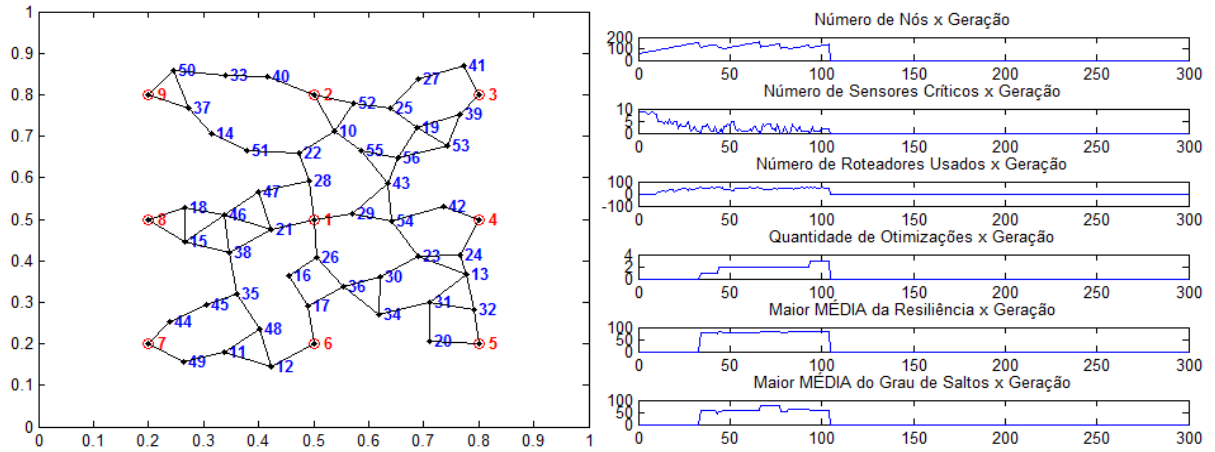 1
0.9
0.8
0.7
0.6
0.5
0.4
0.3
0.2
0.1
0
0 0.1 0.2 0.3 0.4 0.5 0.6 0.7 0.8 0.9 1
41
50 33 40 27
9 2 3
37 52 25 39
14 10 19
51 22 55 56 53
28 43
47
18 42
8 46 1 29 54 4
15 21
38 26 23 24
16 30 13
35 36
45 17 31 32
44 34
48
7 6 20 5
11
49 12
Número de Nós x Geração
200
100
0
0 50 100 150 200 250 300
Número de Sensores Críticos x Geração
10
5
0
0 50 100 150 200 250 300
Número de Roteadores Usados x Geração
100
0
-100
0 50 100 150 200 250 300
Quantidade de Otimizações x Geração
4
2
0
0 50 100 150 200 250 300
Maior MÉDIA da Resiliência x Geração
100
50
0
0 50 100 150 200 250 300
Maior MÉDIA do Grau de Saltos x Geração
100
50
0
0 50 100 150 200 250 300